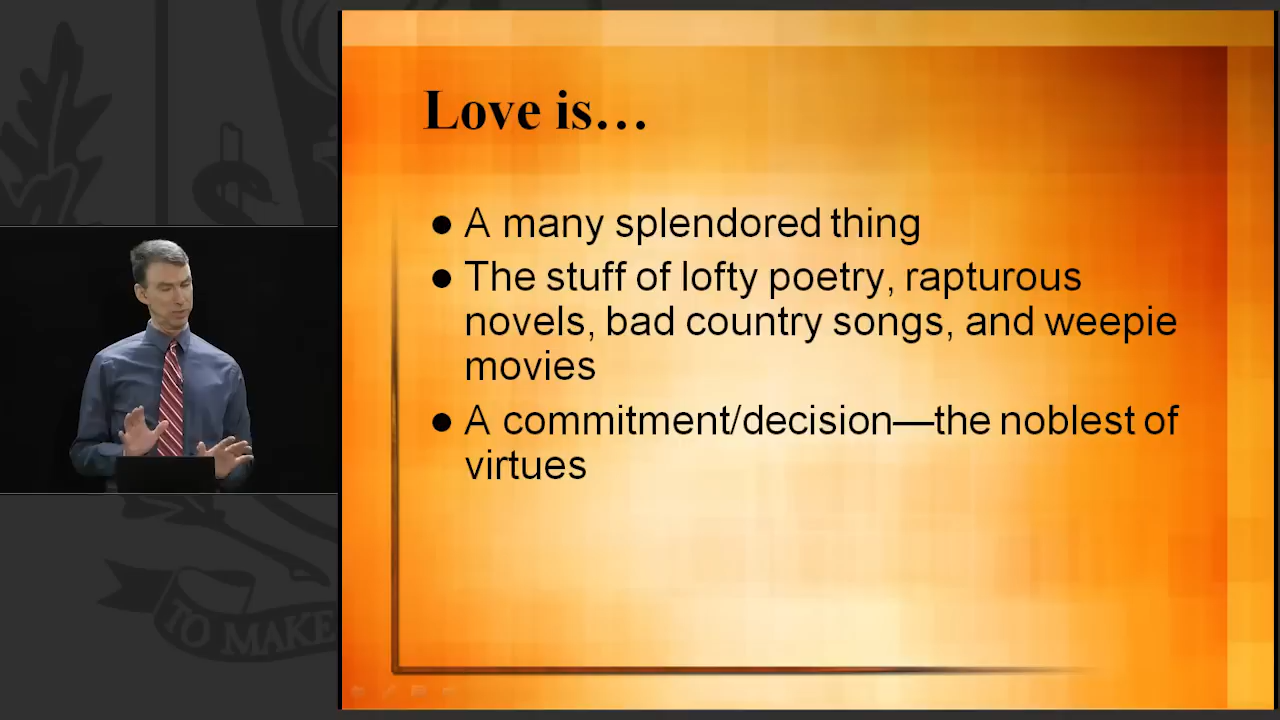 Love is…
● A many splendored thing
● The stuff of lofty poetry, rapturous
novels, bad country songs, and weepie
movies
● A commitment/decision—the noblest of
virtues
TO MAKE